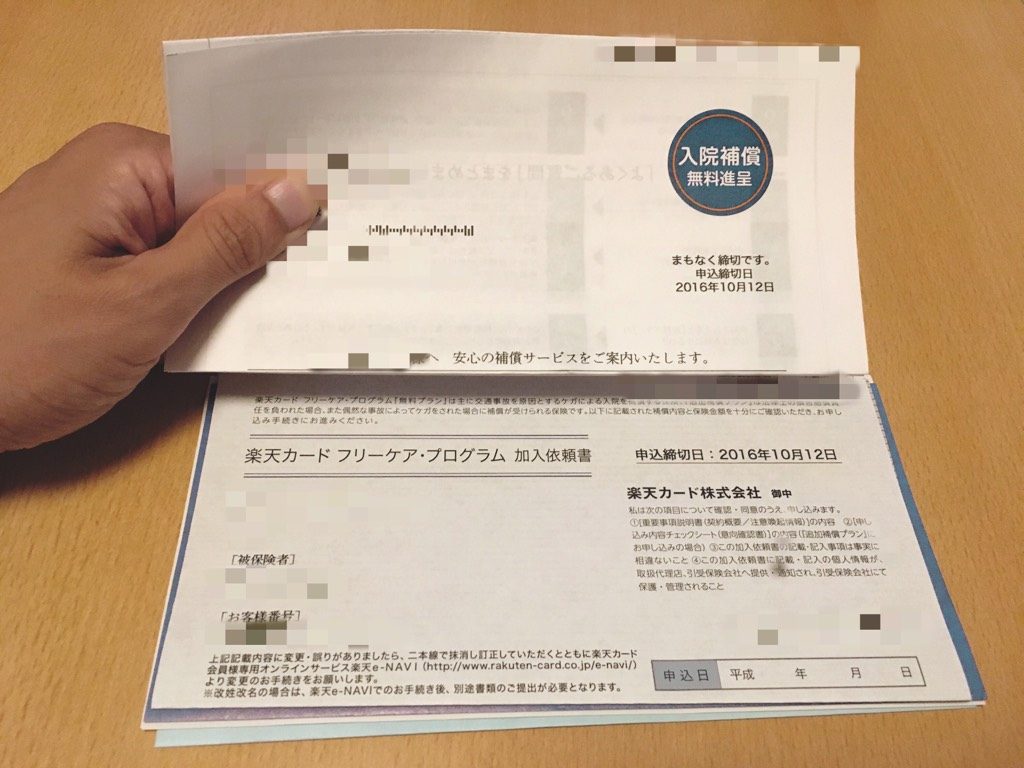 入院補償
無料進呈
まもなく締切です。
申込締切日
2016年10月12日
様へ 安心の補償サービスをご案内いたします。
楽天カード フリーケア・プログラム「無料プラン」は主に交通事故を原因とするケガによる入院を
任を負われた場合、また偶然な事故によってケガをされた場合に補償が受けられる保険です。以下に記載された補償内容と保険金額を十分にご確認いただき、お申し
込み手続きにお進みください。
楽天カード フリーケア・プログラム 加入依頼書
申込締切日：2016年10月12日
楽天カード株式会社 御中
私は次の項目について確認・同意のうえ、申し込みます。
①[重要事項説明書(契約概要／注意喚起情報)]の内容 ②[申し
込み内容チェックシート(意向確認書)]の内容(「追加補償プラン」に
お申し込みの場合) ③この加入依頼書の記載・記入事項は事実に
相違ないこと ④この加入依頼書に記載・記入の個人情報が、
取扱代理店、引受保険会社へ提供・通知され、引受保険会社にて
保護・管理されること
［被保険者］
［お客様番号］
上記記載内容に変更・誤りがありましたら、二本線で抹消し訂正していただくとともに楽天カード
会員様専用オンラインサービス楽天e-NAVI(http://www.rakuten-card.co.jp/e-navi/)
より変更のお手続きをお願いします。
※改姓改名の場合は、楽天e-NAVIでのお手続き後、別途書類のご提出が必要となります。
申込日 平成 年 月 日